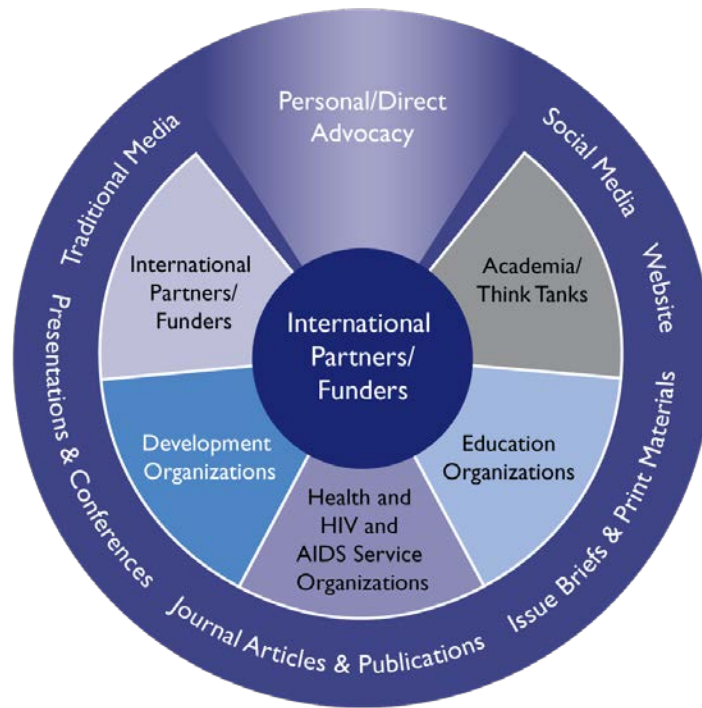 Personal/Direct
Advocacy
Traditional Media
Social Media
International
Partners/
Funders
Academia/
Think Tanks
Website
International
Partners/
Funders
Presentations & Conferences
Development
Organizations
Education
Organizations
Issue Briefs & Print Materials
Health and
HIV and
AIDS Service
Organizations
Journal Articles & Publications